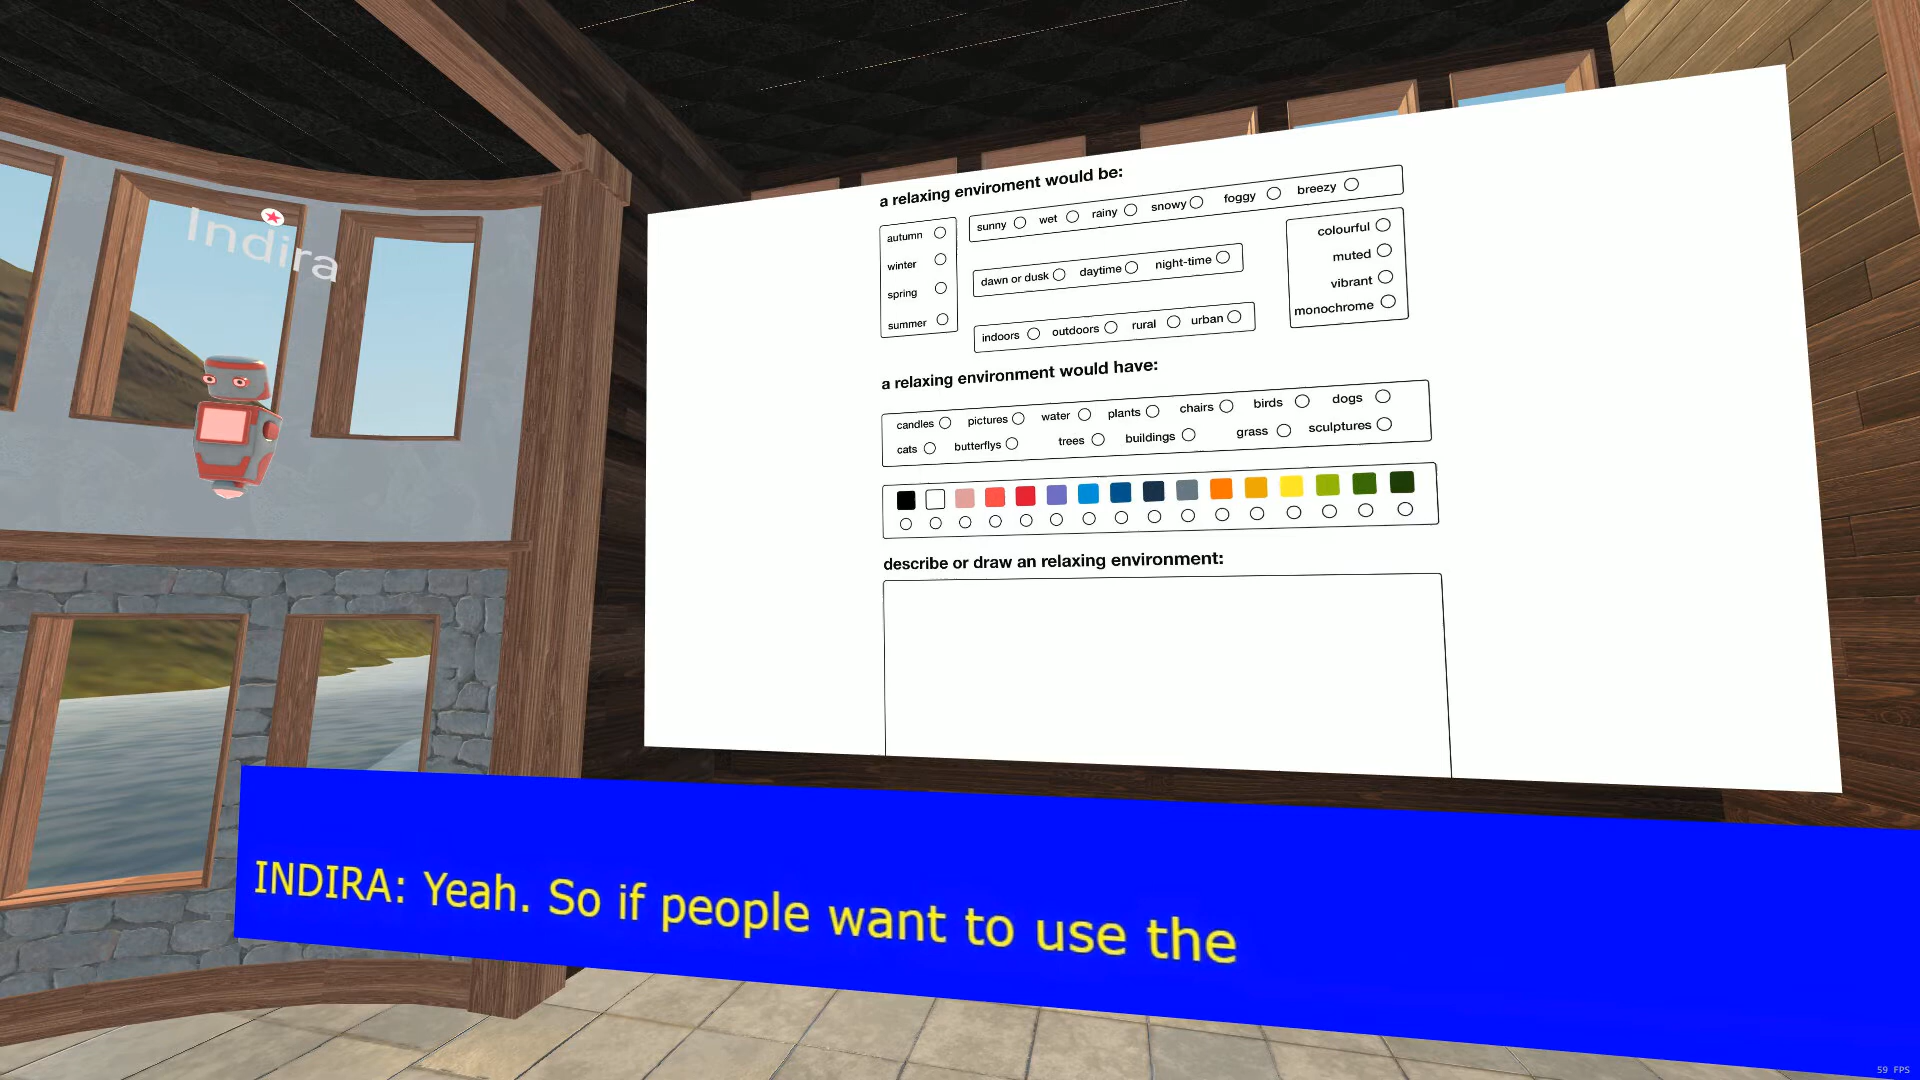 Indira
a relaxing enviroment would be:
sunny wet rainy snowy foggy breezy
autumn
winter
spring
summer
dawn or dusk daytime night-time
indoors outdoors rural urban
colourful
muted
vibrant
monochrome
a relaxing environment would have:
candles pictures water plants chairs birds dogs
cats butterflys trees buildings grass sculptures
describe or draw an relaxing environment:
INDIRA: Yeah. So if people want to use the
59 FPS